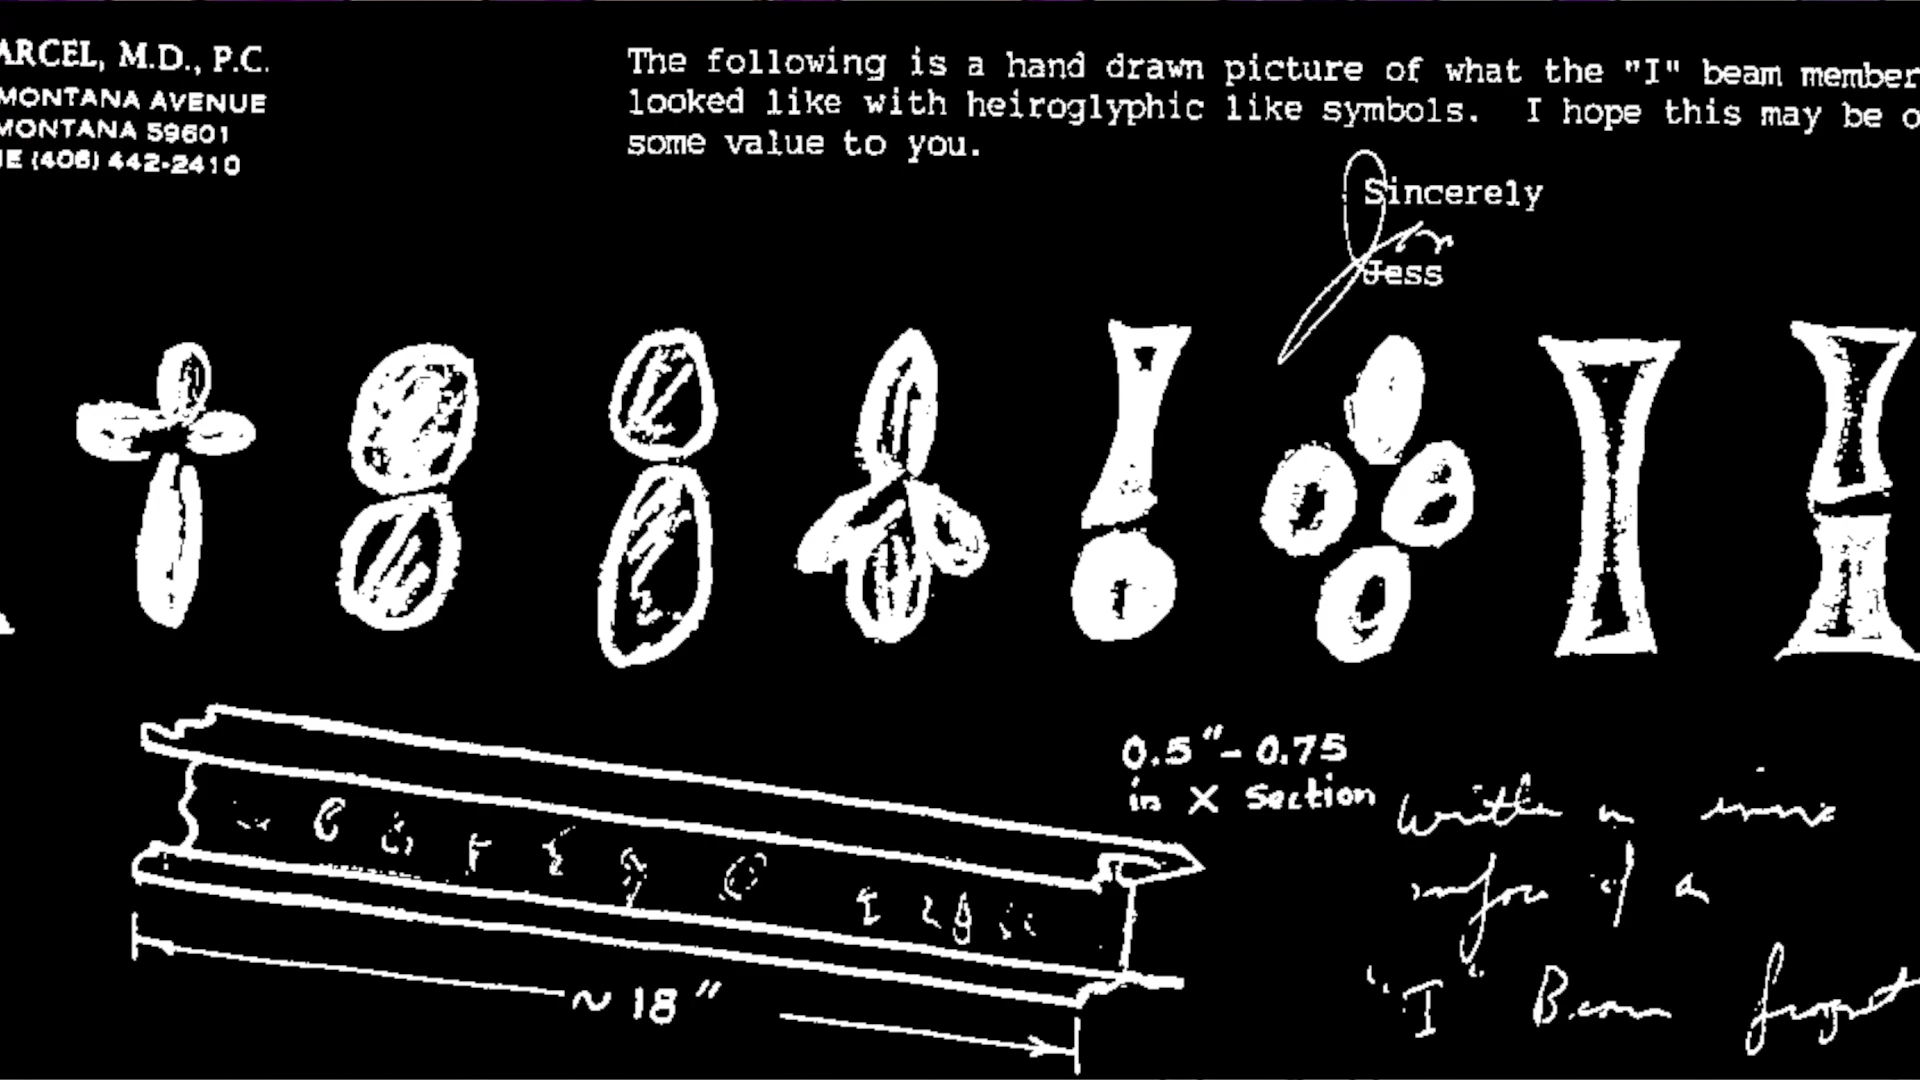 ARCEL, M.D., P.C.
MONTANA AVENUE
MONTANA 59601
NE (406) 442-2410
The following is a hand drawn picture of what the "I" beam member
looked like with heiroglyphic like symbols. I hope this may be o
some value to you.
Sincerely
Jess
0.5"- 0.75
in X Section
~ 18"
of a
"I" Beam